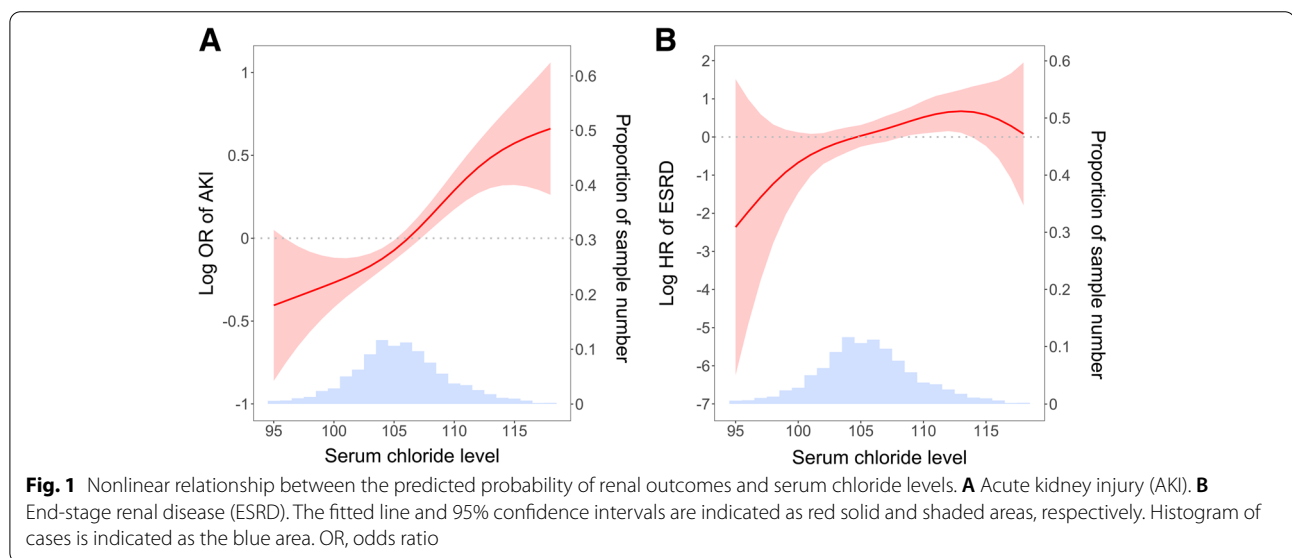 A
B
1
0.5
0
-0.5
-1
Log OR of AKI
0.6
0.5
0.4
0.3
0.2
0.1
0
Proportion of sample number
95 100 105 110 115
Serum chloride level
2
1
0
-1
-2
-3
-4
-5
-6
-7
Log HR of ESRD
0.6
0.5
0.4
0.3
0.2
0.1
0
Proportion of sample number
95 100 105 110 115
Serum chloride level
Fig. 1 Nonlinear relationship between the predicted probability of renal outcomes and serum chloride levels. A Acute kidney injury (AKI). B
End-stage renal disease (ESRD). The fitted line and 95% confidence intervals are indicated as red solid and shaded areas, respectively. Histogram of
cases is indicated as the blue area. OR, odds ratio